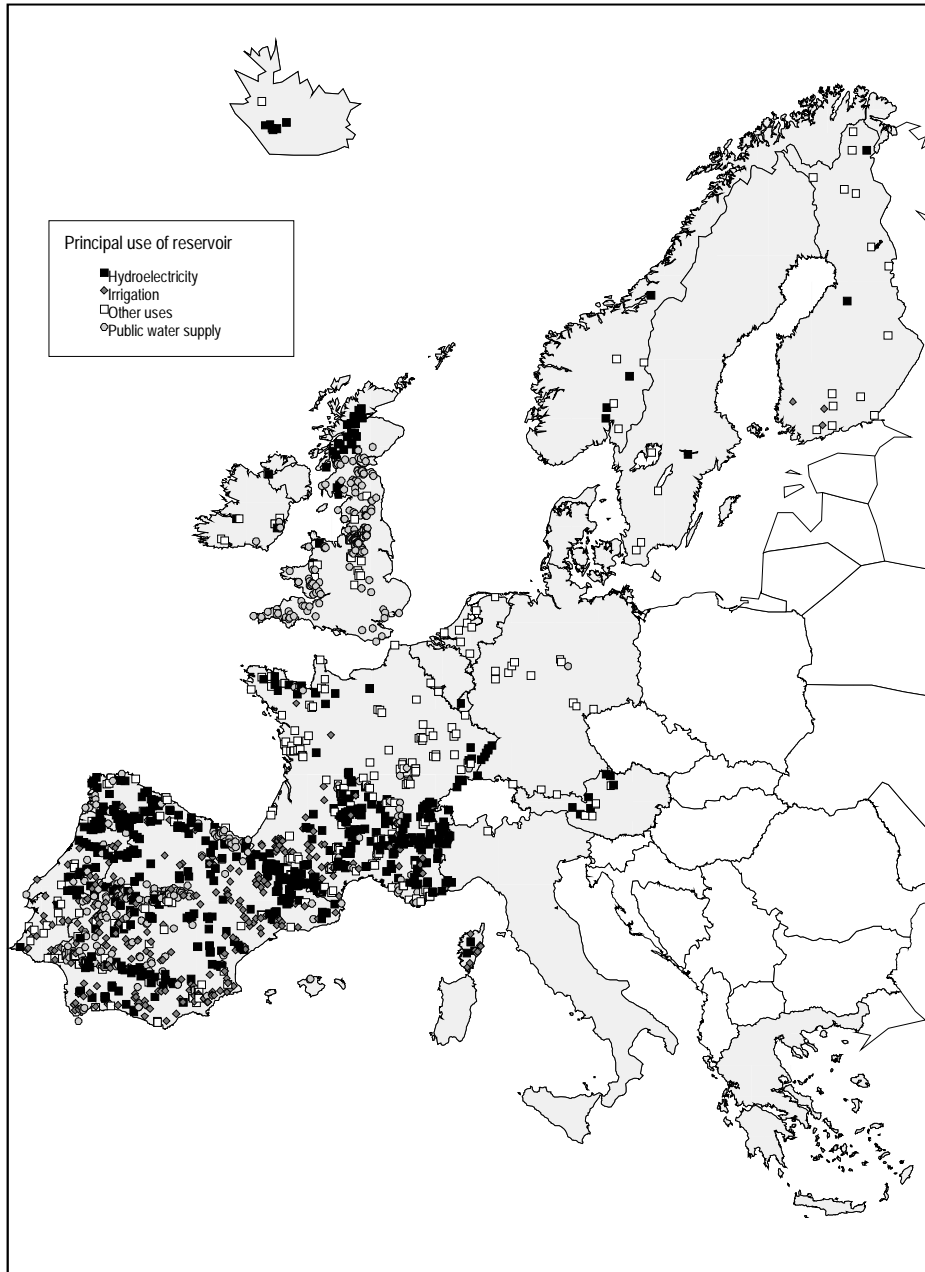 Principal use of reservoir
Hydroelectricity
Irrigation
Other uses
Public water supply